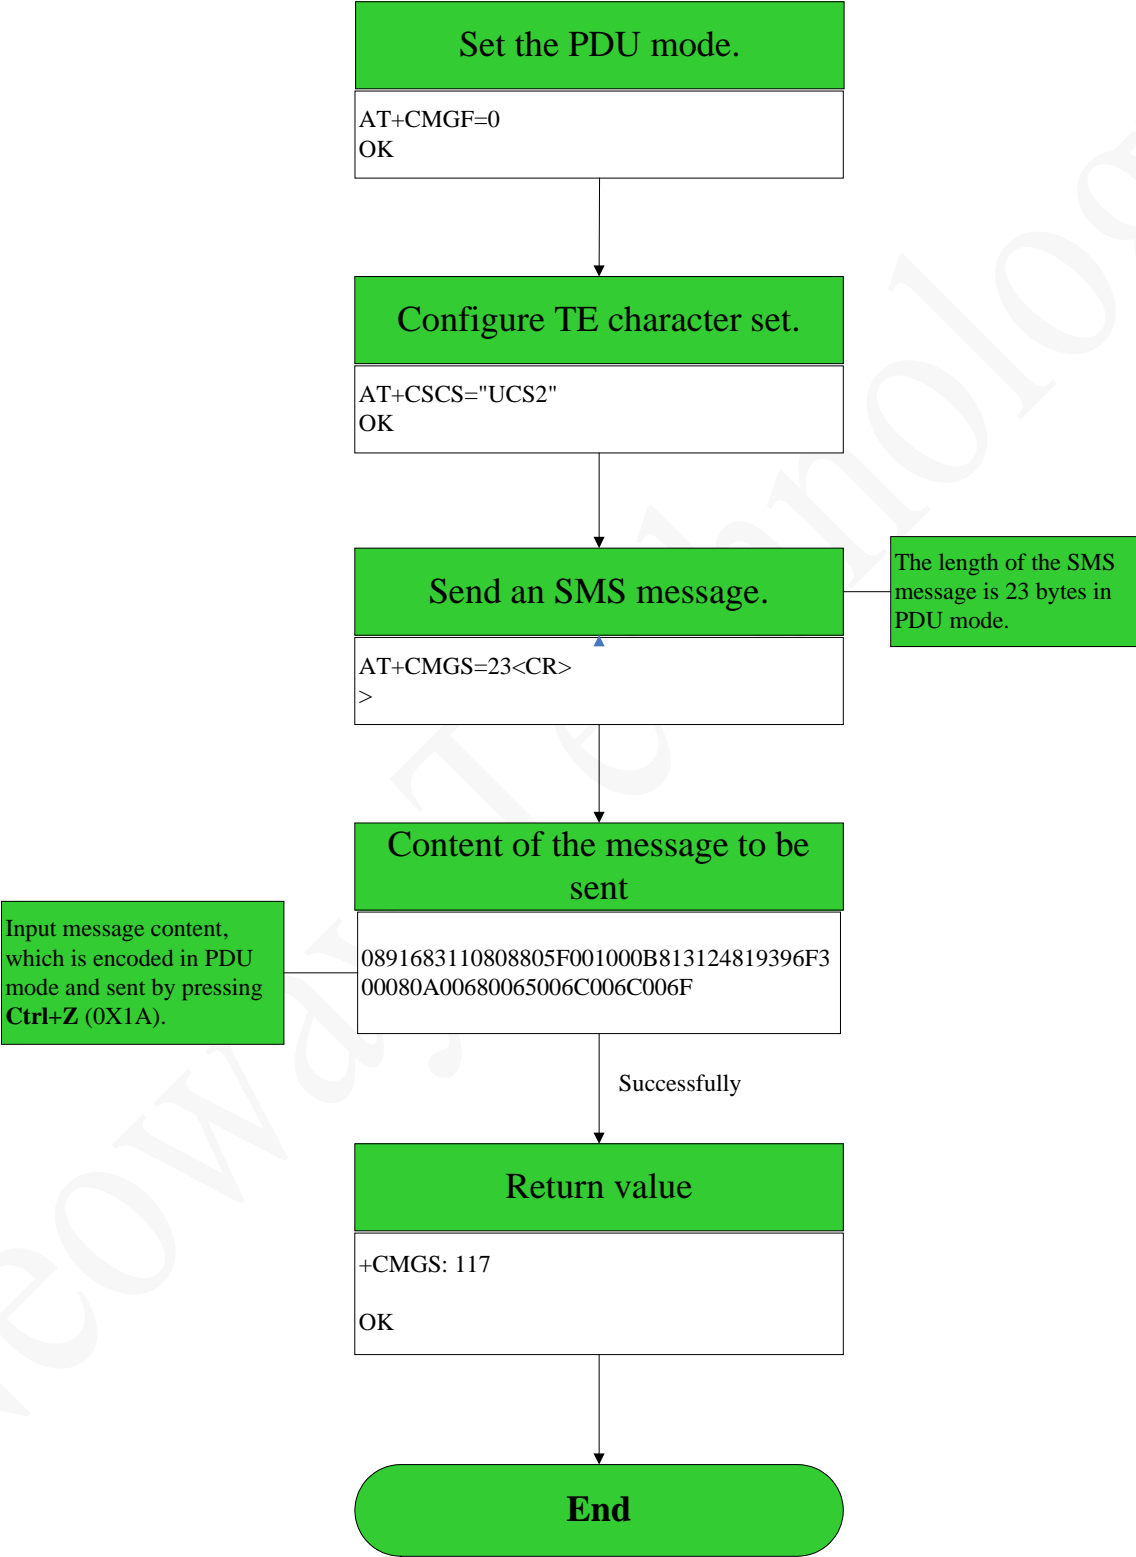 Set the PDU mode.
AT+CMGF=0
OK
Configure TE character set.
AT+CSCS="UCS2"
OK
Send an SMS message.
The length of the SMS
message is 23 bytes in
PDU mode.
AT+CMGS=23<CR>
>
Content of the message to be
sent
Input message content,
which is encoded in PDU
mode and sent by pressing
Ctrl+Z (0X1A).
0891683110808805F001000B813124819396F3
00080A00680065006C006C006F
Successfully
Return value
+CMGS: 117
OK
End